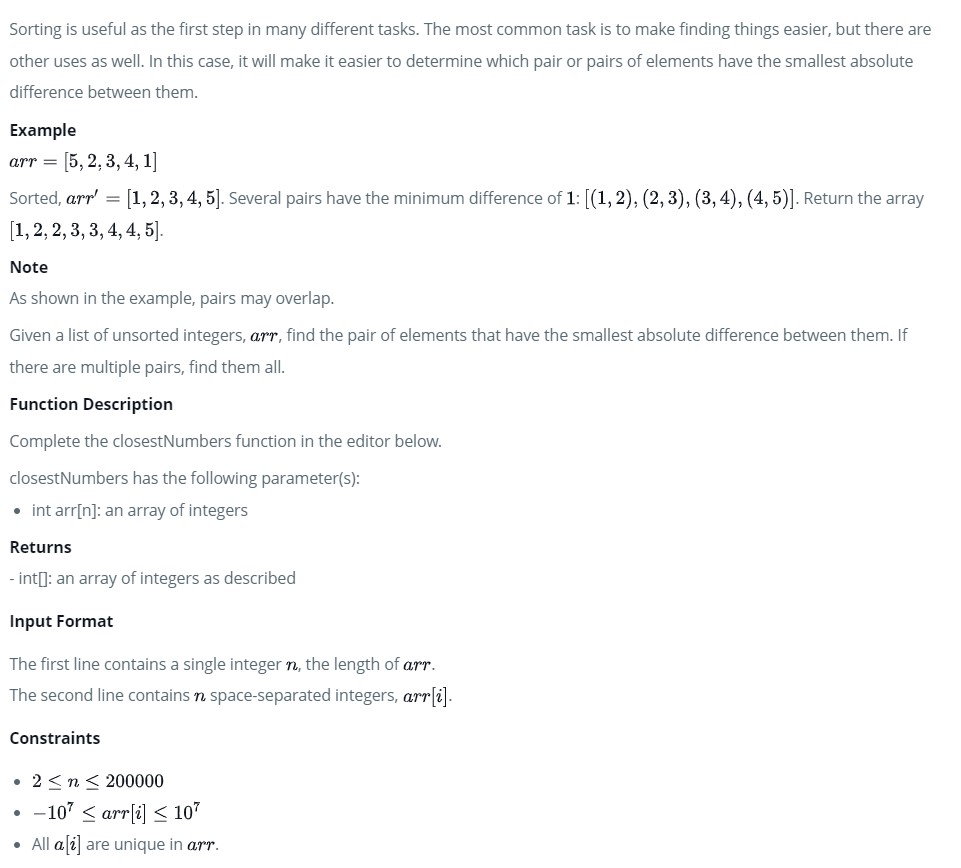 Sorting is useful as the first step in many different tasks. The most common task is to make finding things easier, but there are
other uses as well. In this case, it will make it easier to determine which pair or pairs of elements have the smallest absolute
difference between them.
Example
arr = [5, 2, 3, 4, 1]
Sorted, arr′ = [1, 2, 3, 4, 5]. Several pairs have the minimum difference of 1: [(1, 2), (2, 3), (3, 4), (4, 5)]. Return the array
[1, 2, 2, 3, 3, 4, 4, 5].
Note
As shown in the example, pairs may overlap.
Given a list of unsorted integers, arr, find the pair of elements that have the smallest absolute difference between them. If
there are multiple pairs, find them all.
Function Description
Complete the closestNumbers function in the editor below.
closestNumbers has the following parameter(s):
• int arr[n]: an array of integers
Returns
- int[]: an array of integers as described
Input Format
The first line contains a single integer n, the length of arr.
The second line contains n space-separated integers, arr[i].
Constraints
• 2 ≤ n ≤ 200000
• −10⁷ ≤ arr[i] ≤ 10⁷
• All a[i] are unique in arr.